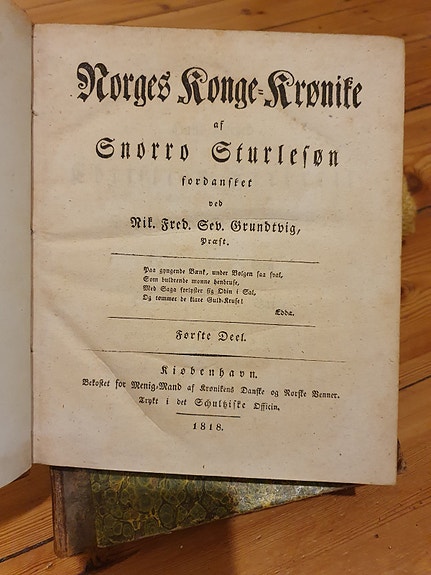 Norges Konge-Krønike
af
Snorro Sturlesøn
fordansket
ved
Nik. Fred. Sev. Grundtvig,
Præst.
Paa gyngende Bænk, under Bølgen saa sval,
Som buldrende monne henbruse,
Med Saga forlyster sig Odin i Sal,
Og tømmer de klare Guld-Kruse!
Edda.
Første Deel.
Kiøbenhavn.
Bekostet for Menig-Mand af Krønikens Danske og Norske Venner.
Trykt i det Schultziske Officin.
1818.